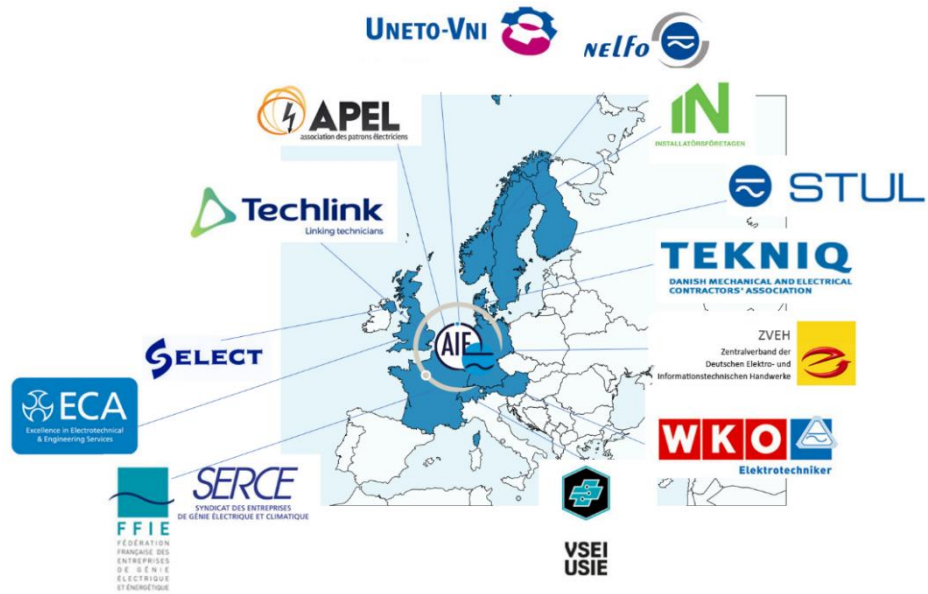 UNETO-VNI
NELFO
APEL
association des patrons électriciens
IN
INSTALLATÖRSFÖRETAGEN
Techlink
Linking technicians
STUL
TEKNIQ
DANISH MECHANICAL AND ELECTRICAL
CONTRACTORS' ASSOCIATION
AIE
ZVEH
Zentralverband der
Deutschen Elektro- und
Informationstechnischen Handwerke
SELECT
ECA
Excellence in Electrotechnical
& Engineering Services
WKO
Elektrotechniker
SERCE
SYNDICAT DES ENTREPRISES
DE GÉNIE ÉLECTRIQUE ET CLIMATIQUE
FFIE
FÉDÉRATION
FRANÇAISE DES
ENTREPRISES
DE GÉNIE
ÉLECTRIQUE
ET ÉNERGÉTIQUE
VSEI
USIE